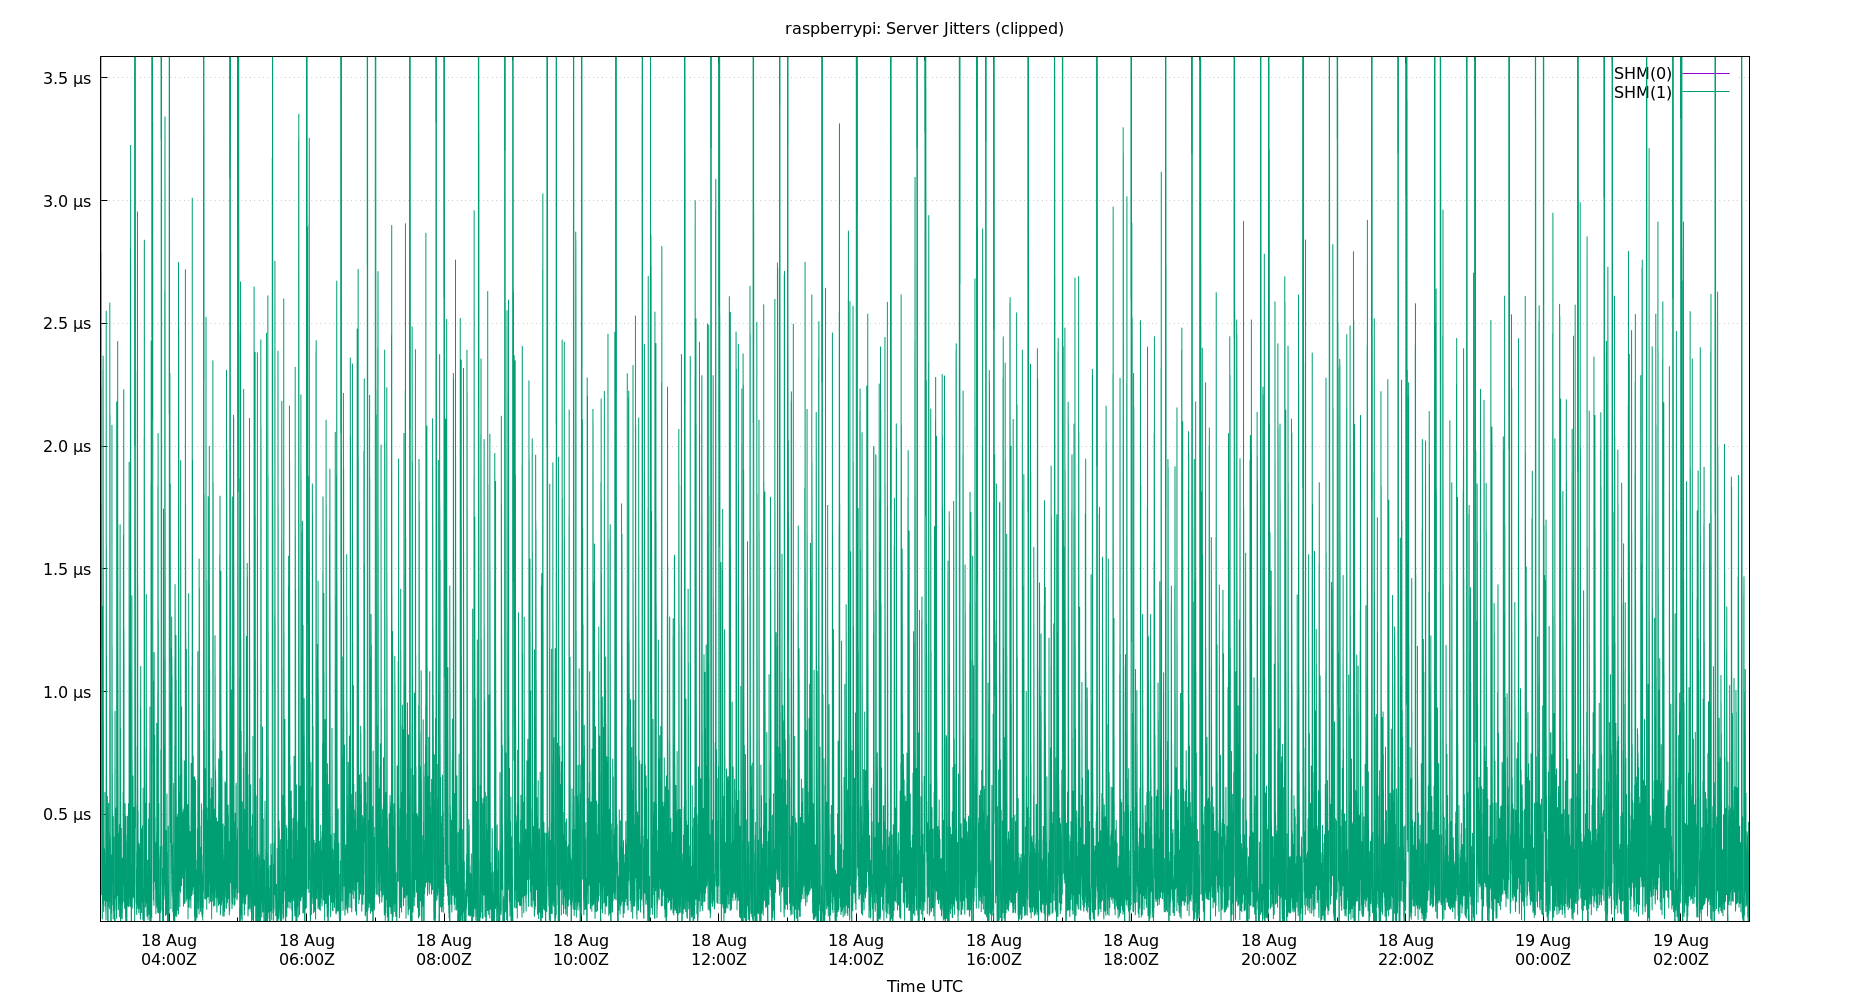 raspberrypi: Server Jitters (clipped)
SHM(0)
SHM(1)
3.5 µs
3.0 µs
2.5 µs
2.0 µs
1.5 µs
1.0 µs
0.5 µs
18 Aug 18 Aug 18 Aug 18 Aug 18 Aug 18 Aug 18 Aug 18 Aug 18 Aug 18 Aug 19 Aug 19 Aug
04:00Z 06:00Z 08:00Z 10:00Z 12:00Z 14:00Z 16:00Z 18:00Z 20:00Z 22:00Z 00:00Z 02:00Z
Time UTC